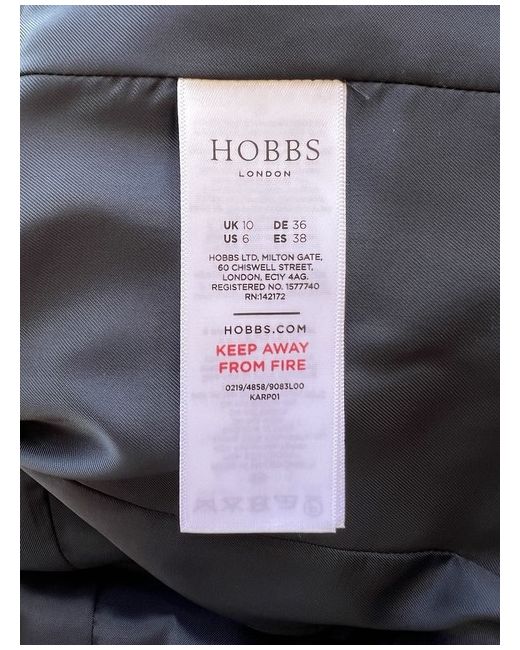 HOBBS
LONDON
UK 10 DE 36
US 6 ES 38
HOBBS LTD, MILTON GATE,
60 CHISWELL STREET,
LONDON, EC1Y 4AG.
REGISTERED NO. 1577740
RN:142172
HOBBS.COM
KEEP AWAY
FROM FIRE
0219/4858/9083L00
KARP01